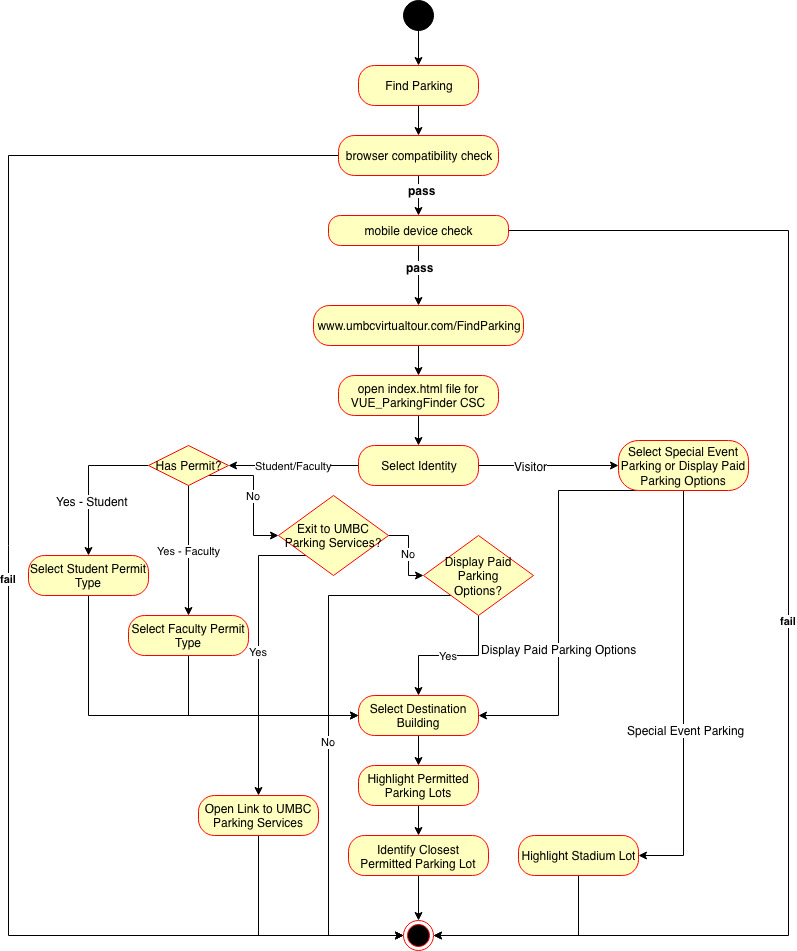 Find Parking
browser compatibility check
pass
mobile device check
pass
www.umbcvirtualtour.com/FindParking
open index.html file for
VUE_ParkingFinder CSC
Has Permit?
Student/Faculty
Select Identity
Visitor
Select Special Event
Parking or Display Paid
Parking Options
Yes - Student
No
Exit to UMBC
Parking Services?
Yes - Faculty
No
Display Paid
Parking
Options?
Select Student Permit
Type
fail
Select Faculty Permit
Type
fail
Yes
Yes
Display Paid Parking Options
Select Destination
Building
Special Event Parking
No
Highlight Permitted
Parking Lots
Open Link to UMBC
Parking Services
Identify Closest
Permitted Parking Lot
Highlight Stadium Lot